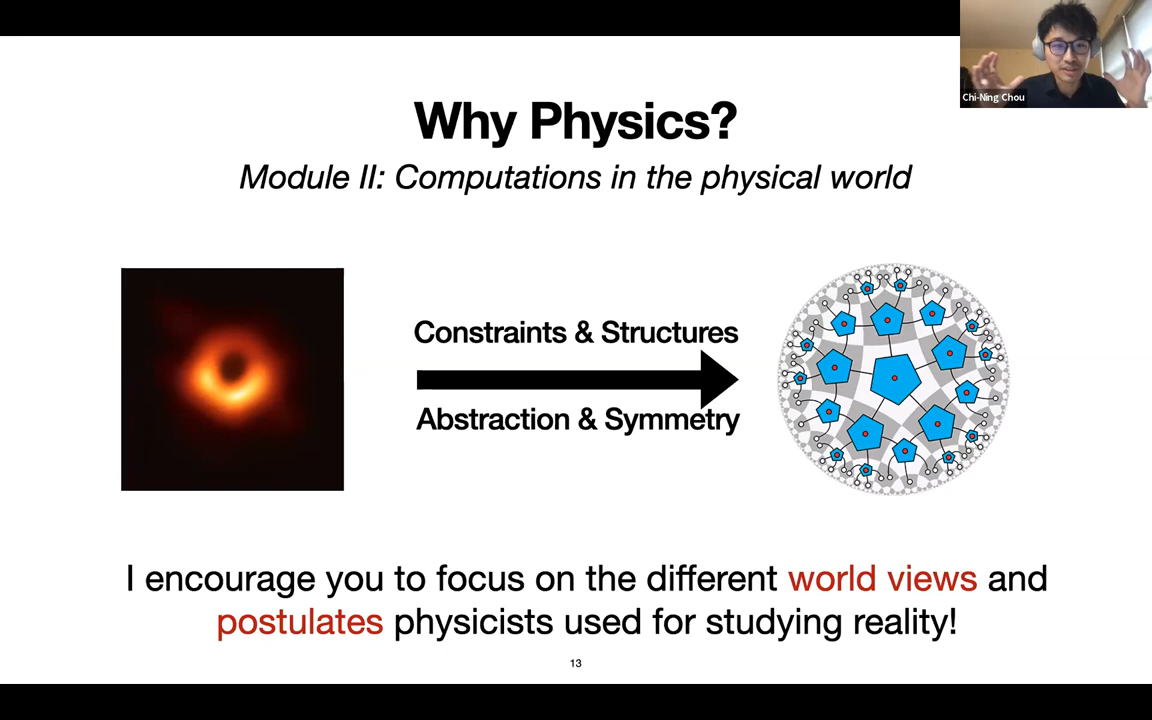 Chi-Ning Chou
Why Physics?
Module II: Computations in the physical world
Constraints & Structures
Abstraction & Symmetry
I encourage you to focus on the different world views and
postulates physicists used for studying reality!
13